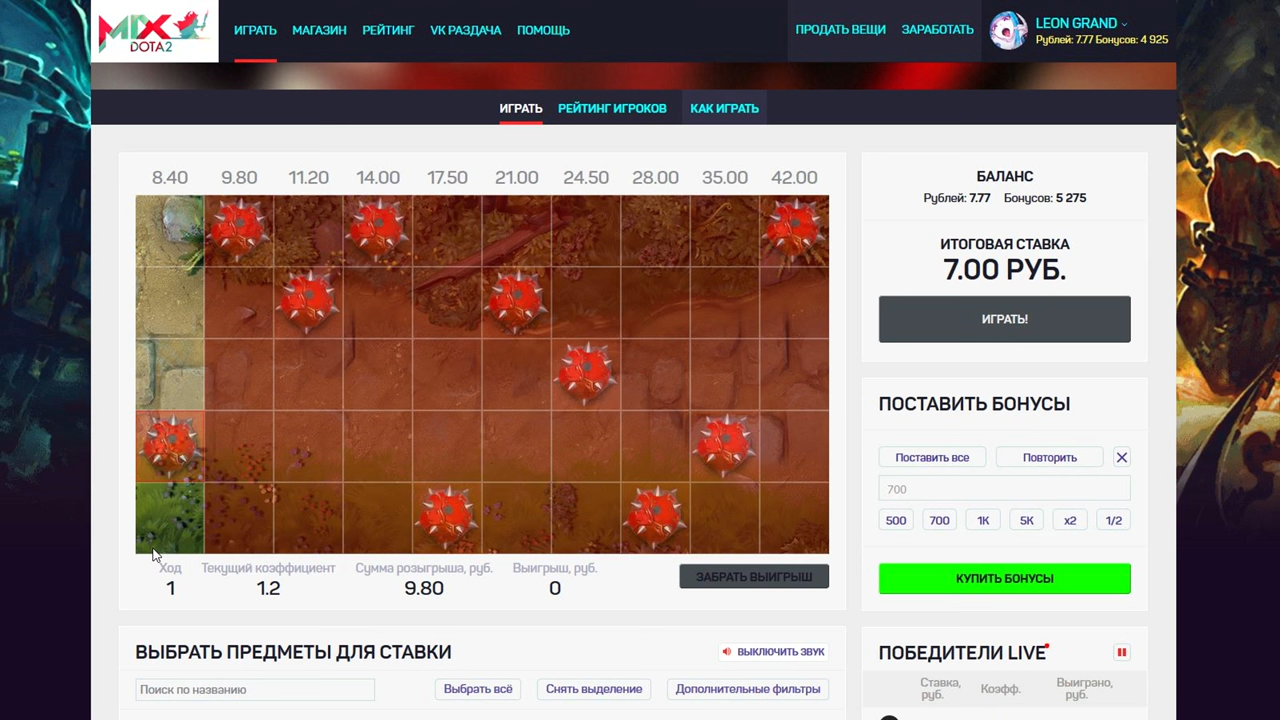 MIX
DOTA2
ИГРАТЬ МАГАЗИН РЕЙТИНГ VK РАЗДАЧА ПОМОЩЬ
ПРОДАТЬ ВЕЩИ ЗАРАБОТАТЬ
LEON GRAND
Рублей: 7.77 Бонусов: 4 925
ИГРАТЬ РЕЙТИНГ ИГРОКОВ КАК ИГРАТЬ
8.40 9.80 11.20 14.00 17.50 21.00 24.50 28.00 35.00 42.00
Ход Текущий коэффициент Сумма розыгрыша, руб. Выигрыш, руб.
1 1.2 9.80 0
ЗАБРАТЬ ВЫИГРЫШ
БАЛАНС
Рублей: 7.77 Бонусов: 5 275
ИТОГОВАЯ СТАВКА
7.00 РУБ.
ИГРАТЬ!
ПОСТАВИТЬ БОНУСЫ
Поставить все Повторить
700
500 700 1K 5K x2 1/2
КУПИТЬ БОНУСЫ
ВЫБРАТЬ ПРЕДМЕТЫ ДЛЯ СТАВКИ
ВЫКЛЮЧИТЬ ЗВУК
Поиск по названию Выбрать всё Снять выделение Дополнительные фильтры
ПОБЕДИТЕЛИ LIVE
Ставка, руб. Коэфф. Выиграно, руб.